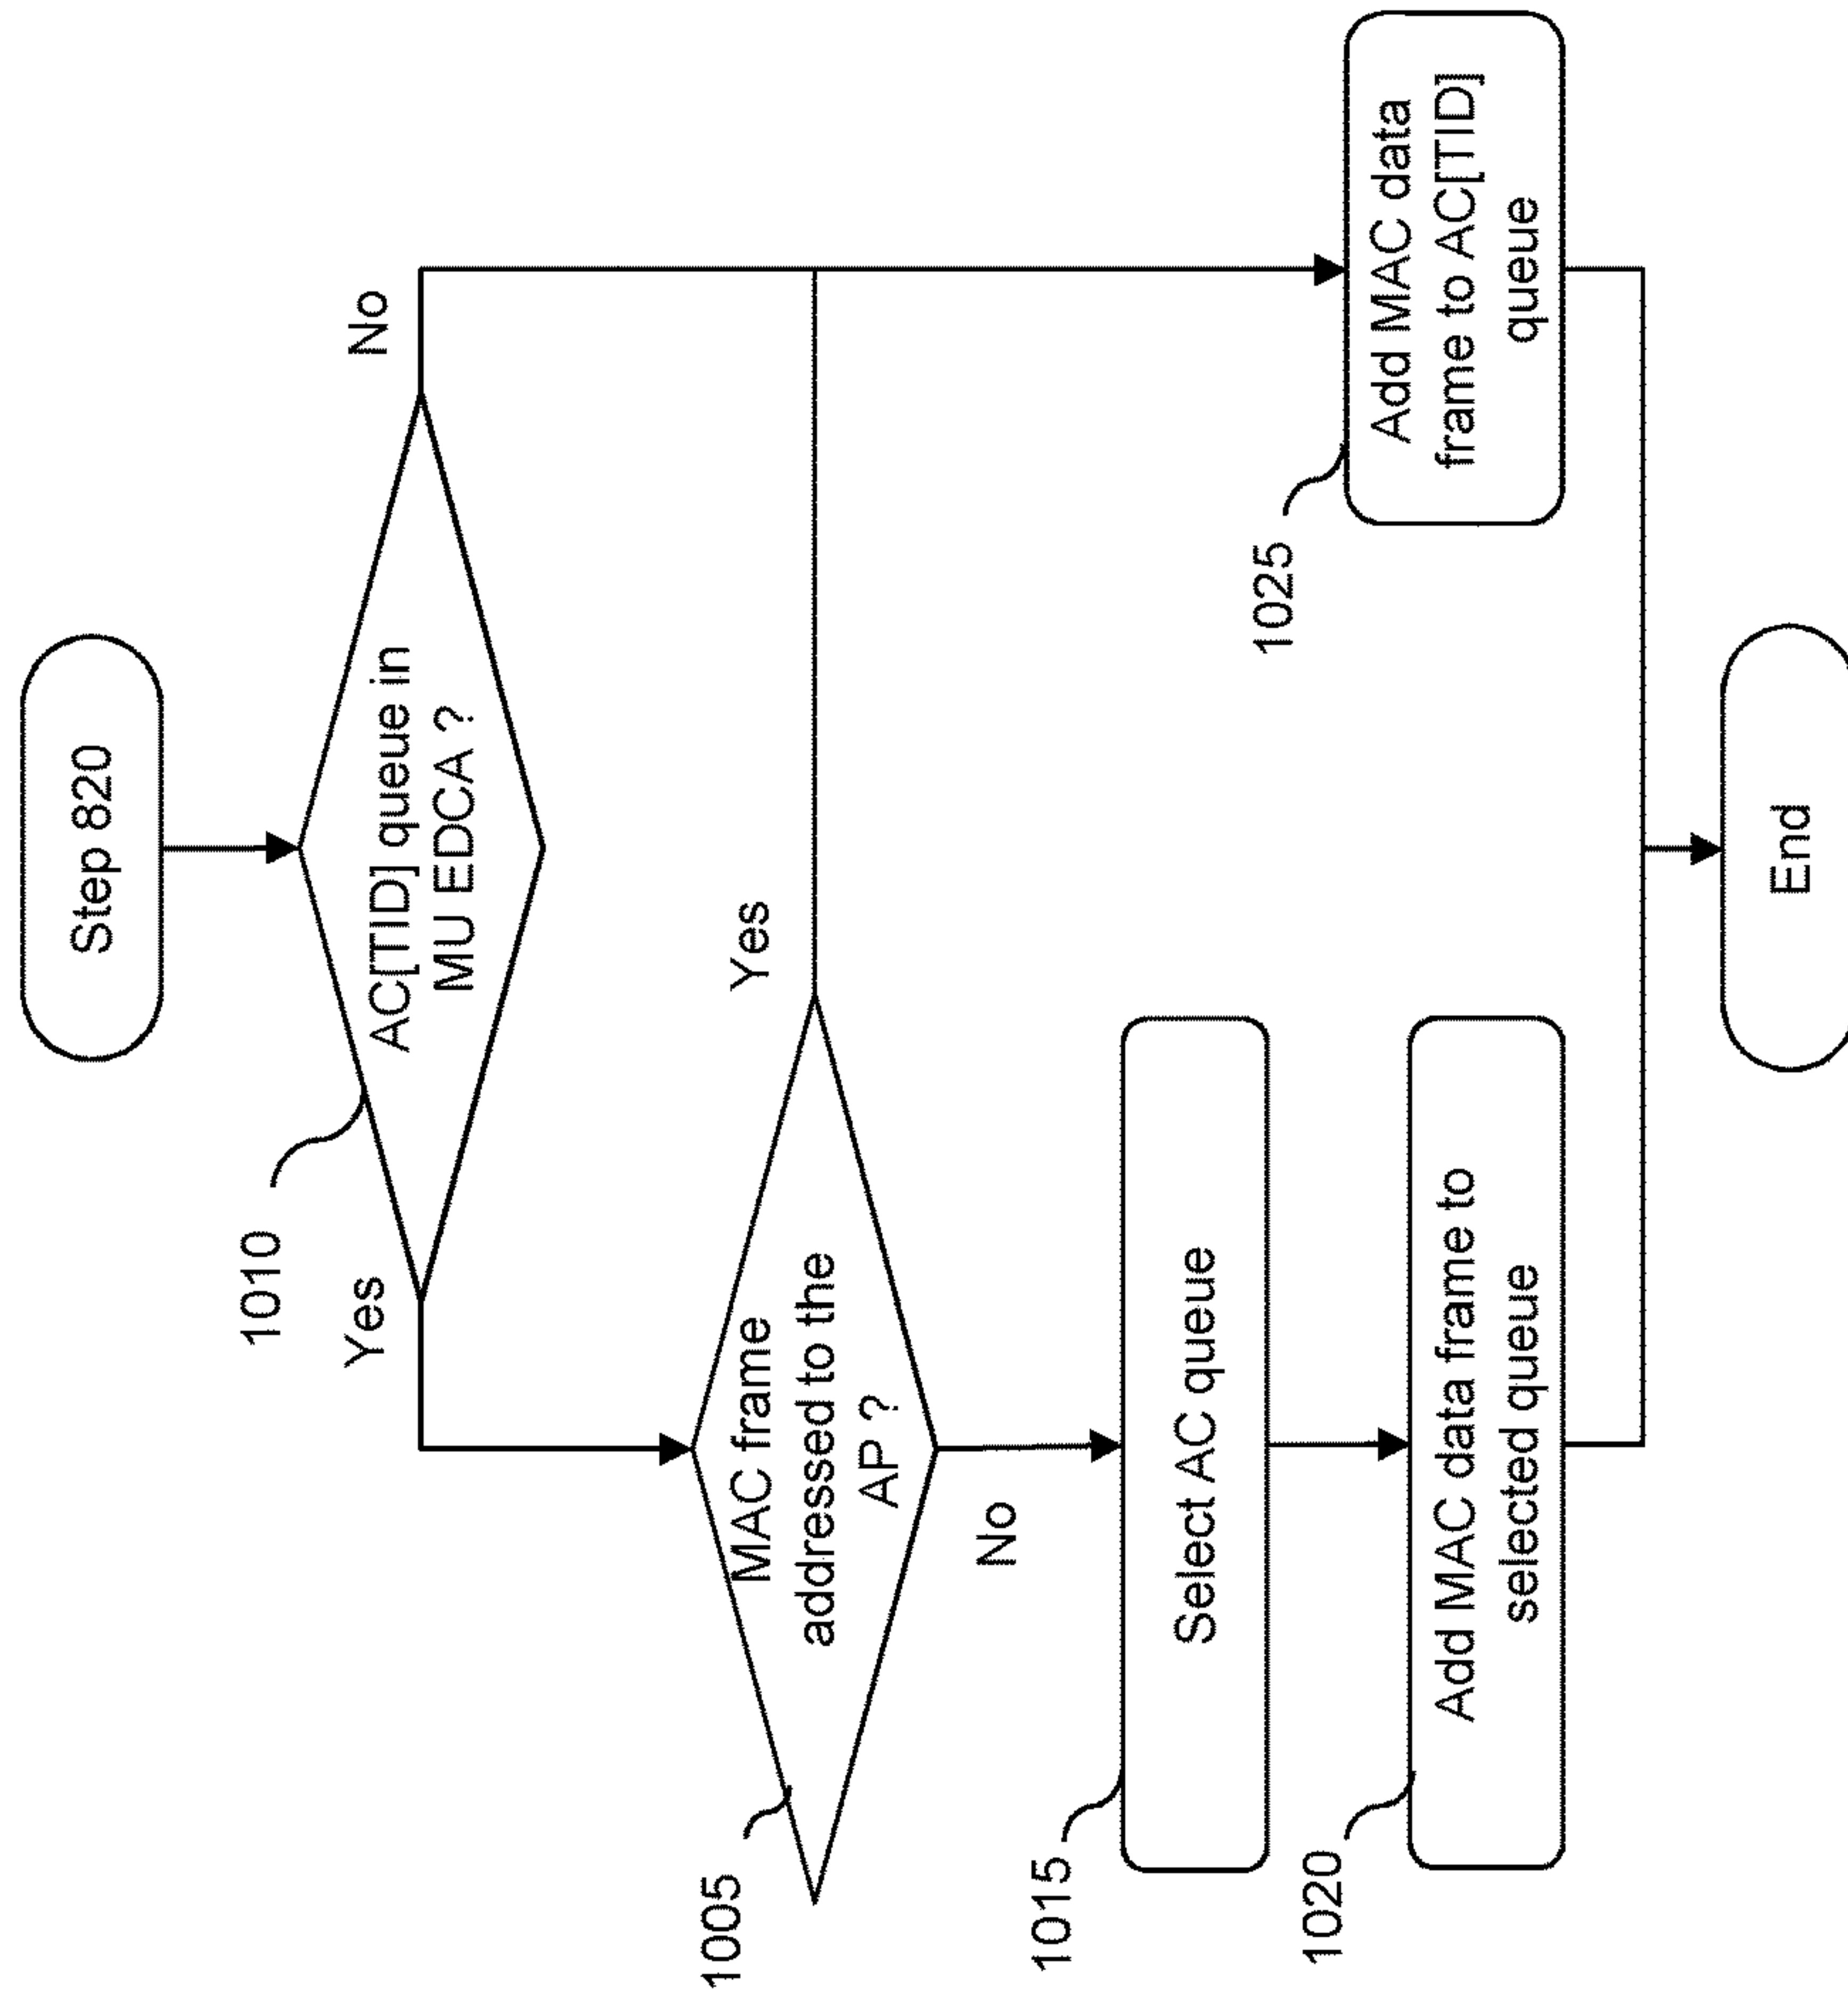 Step 820
1010
AC[TID] queue in
MU EDCA ?
Yes
No
1005
MAC frame
addressed to the
AP ?
Yes
No
1015
Select AC queue
1020
Add MAC data frame to
selected queue
1025
Add MAC data
frame to AC[TID]
queue
End